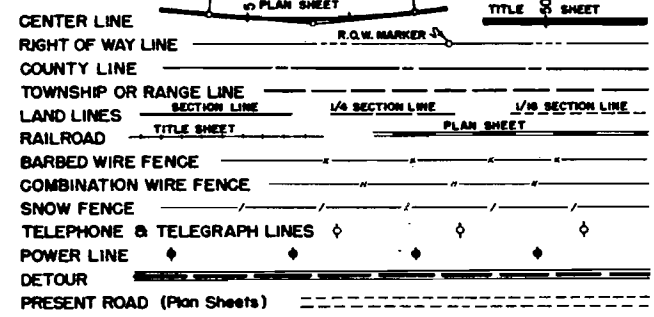 PLAN SHEET TITLE SHEET
5 50
CENTER LINE
RIGHT OF WAY LINE R.O.W. MARKER
COUNTY LINE
TOWNSHIP OR RANGE LINE
LAND LINES SECTION LINE 1/4 SECTION LINE 1/16 SECTION LINE
RAILROAD TITLE SHEET PLAN SHEET
BARBED WIRE FENCE
COMBINATION WIRE FENCE
SNOW FENCE
TELEPHONE & TELEGRAPH LINES
POWER LINE
DETOUR
PRESENT ROAD (Plan Sheets)